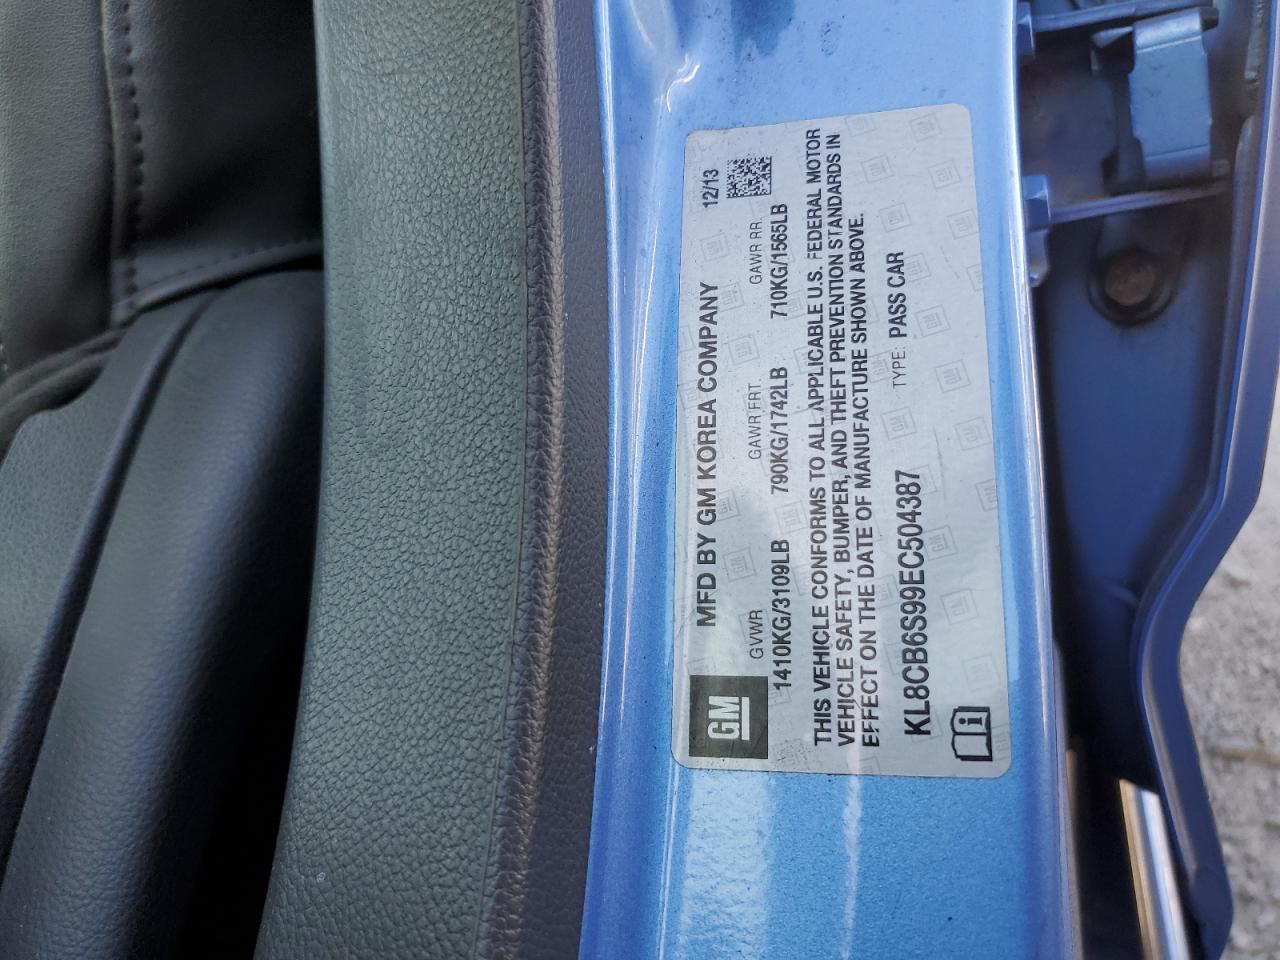 GM
MFD BY GM KOREA COMPANY 12/13
GVWR GAWR FRT. GAWR RR.
1410KG/3109LB 790KG/1742LB 710KG/1565LB
THIS VEHICLE CONFORMS TO ALL APPLICABLE U.S. FEDERAL MOTOR
VEHICLE SAFETY, BUMPER, AND THEFT PREVENTION STANDARDS IN
EFFECT ON THE DATE OF MANUFACTURE SHOWN ABOVE.
KL8CB6S99EC504387 TYPE: PASS CAR